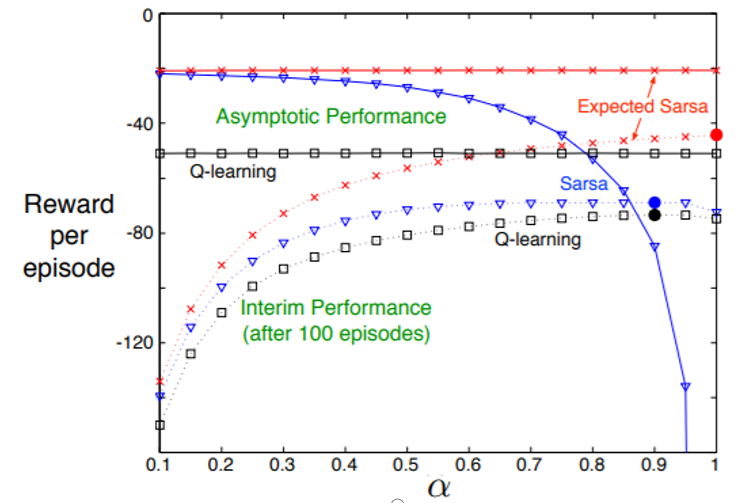 0
-40
-80
-120
Reward
per
episode
Asymptotic Performance
Expected Sarsa
Q-learning
Sarsa
Q-learning
Interim Performance
(after 100 episodes)
0.1 0.2 0.3 0.4 0.5 0.6 0.7 0.8 0.9 1
α